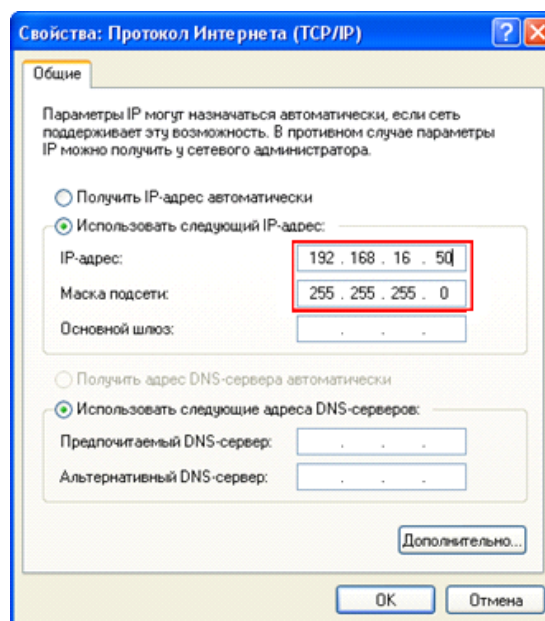 Свойства: Протокол Интернета (TCP/IP)
Общие
Параметры IP могут назначаться автоматически, если сеть
поддерживает эту возможность. В противном случае параметры
IP можно получить у сетевого администратора.
Получить IP-адрес автоматически
Использовать следующий IP-адрес:
IP-адрес: 192 . 168 . 16 . 50
Маска подсети: 255 . 255 . 255 . 0
Основной шлюз: . . .
Получить адрес DNS-сервера автоматически
Использовать следующие адреса DNS-серверов:
Предпочитаемый DNS-сервер: . . .
Альтернативный DNS-сервер: . . .
Дополнительно...
OK Отмена